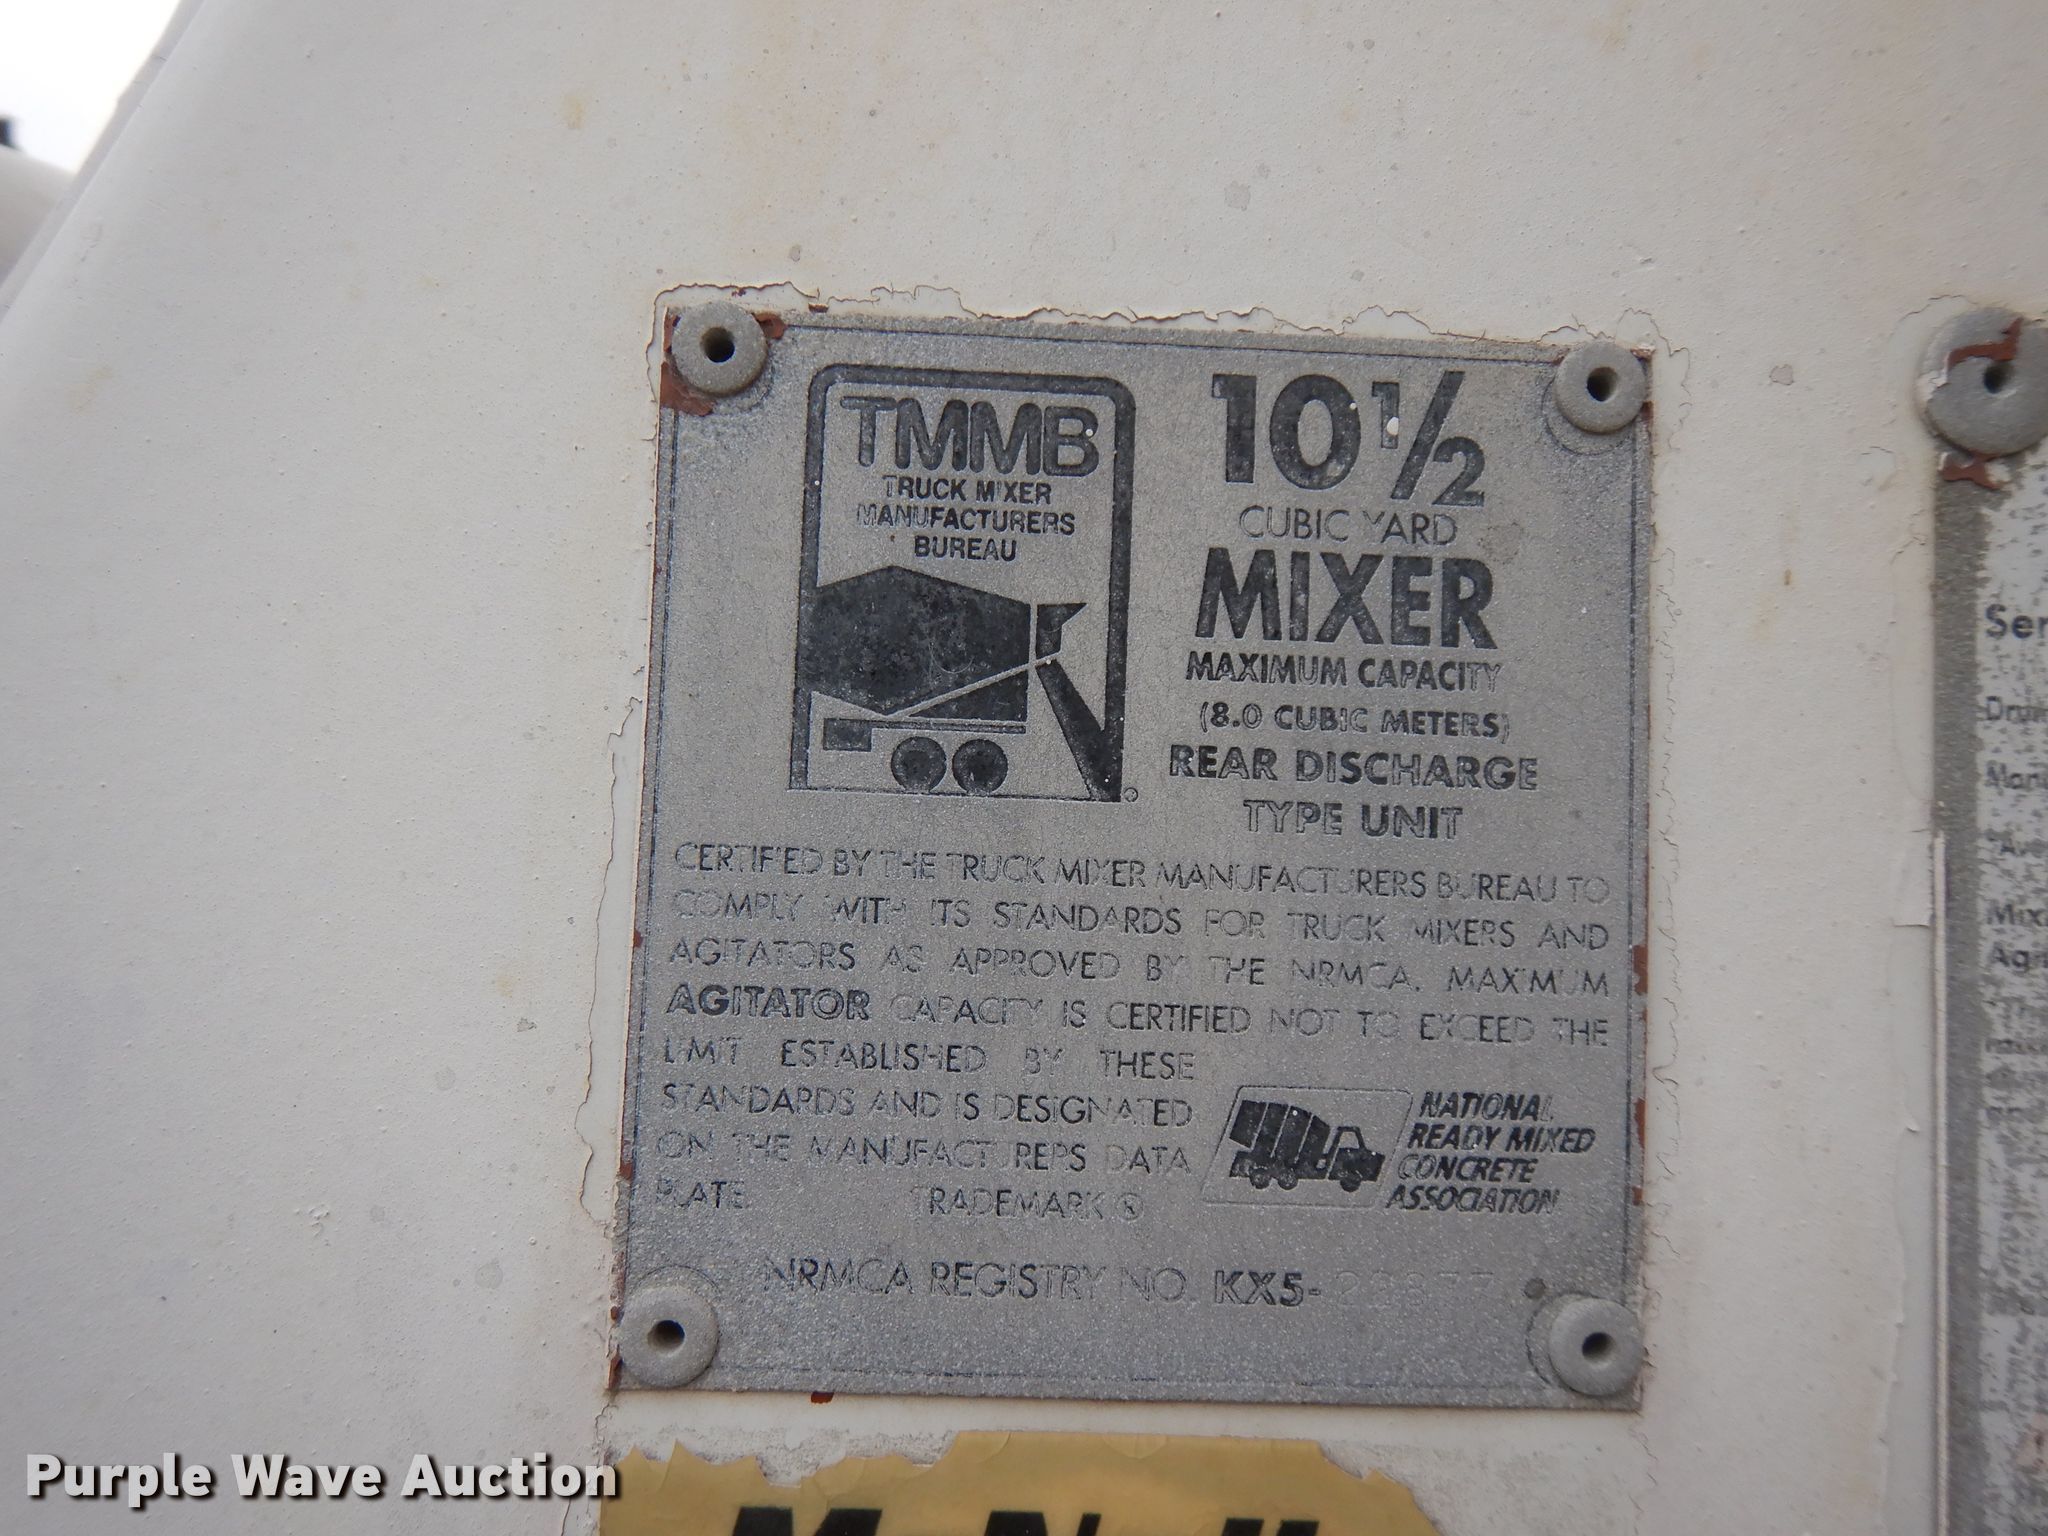 TMMB
TRUCK MIXER
MANUFACTURERS
BUREAU
10 1/2
CUBIC YARD
MIXER
MAXIMUM CAPACITY
(8.0 CUBIC METERS)
REAR DISCHARGE
TYPE UNIT
CERTIFIED BY THE TRUCK MIXER MANUFACTURERS BUREAU TO
COMPLY WITH ITS STANDARDS FOR TRUCK MIXERS AND
AGITATORS AS APPROVED BY THE NRMCA. MAXIMUM
AGITATOR CAPACITY IS CERTIFIED NOT TO EXCEED THE
LIMIT ESTABLISHED BY THESE
STANDARDS AND IS DESIGNATED
ON THE MANUFACTURERS DATA
PLATE. TRADEMARK ®
NATIONAL
READY MIXED
CONCRETE
ASSOCIATION
NRMCA REGISTRY NO. KX5-
Ser
Purple Wave Auction